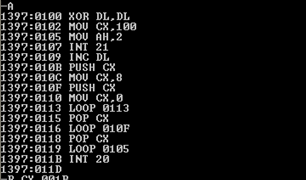 -A
1397:0100 XOR DL,DL
1397:0102 MOV CX,100
1397:0105 MOV AH,2
1397:0107 INT 21
1397:0109 INC DL
1397:010B PUSH CX
1397:010C MOV CX,8
1397:010F PUSH CX
1397:0110 MOV CX,0
1397:0113 LOOP 0113
1397:0115 POP CX
1397:0116 LOOP 010F
1397:0118 POP CX
1397:0119 LOOP 0105
1397:011B INT 20
1397:011D
-R CX 001B